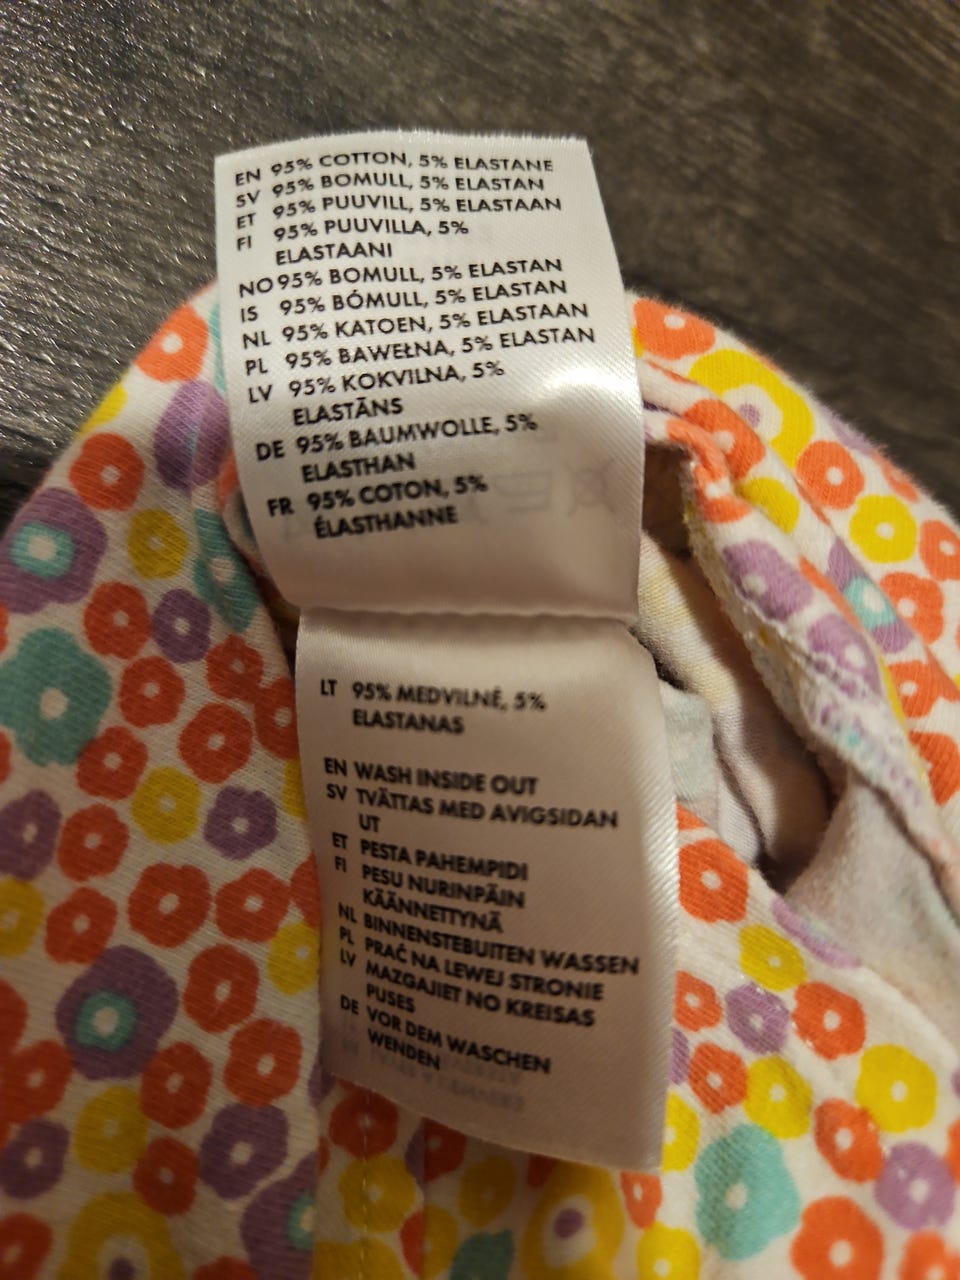 EN 95% COTTON, 5% ELASTANE
SV 95% BOMULL, 5% ELASTAN
ET 95% PUUVILL, 5% ELASTAAN
FI 95% PUUVILLA, 5%
ELASTAANI
NO 95% BOMULL, 5% ELASTAN
IS 95% BÓMULL, 5% ELASTAN
NL 95% KATOEN, 5% ELASTAAN
PL 95% BAWEŁNA, 5% ELASTAN
LV 95% KOKVILNA, 5%
ELASTĀNS
DE 95% BAUMWOLLE, 5%
ELASTHAN
FR 95% COTON, 5%
ÉLASTHANNE
LT 95% MEDVILNĖ, 5%
ELASTANAS
EN WASH INSIDE OUT
SV TVÄTTAS MED AVIGSIDAN
UT
ET PESTA PAHEMPIDI
FI PESU NURINPÄIN
KÄÄNNETTYNÄ
NL BINNENSTEBUITEN WASSEN
PL PRAĆ NA LEWEJ STRONIE
LV MAZGAJIET NO KREISAS
PUSES
DE VOR DEM WASCHEN
WENDEN